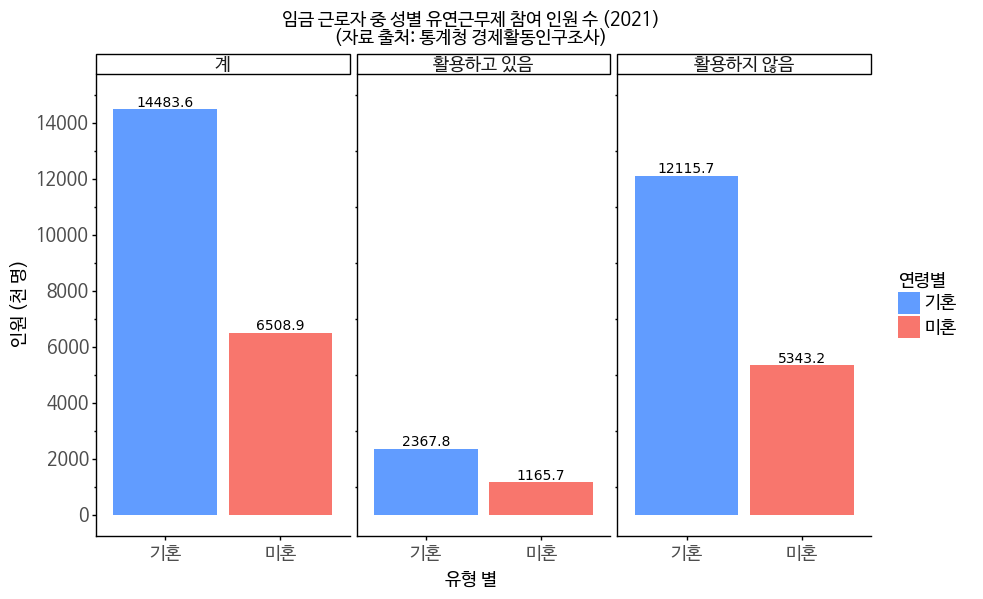 임금 근로자 중 성별 유연근무제 참여 인원 수 (2021)
(자료 출처: 통계청 경제활동인구조사)
계
활용하고 있음
활용하지 않음
14483.6
6508.9
2367.8
1165.7
12115.7
5343.2
14000
12000
10000
8000
6000
4000
2000
0
인원 (천 명)
기혼
미혼
기혼
미혼
기혼
미혼
유형 별
연령별
기혼
미혼